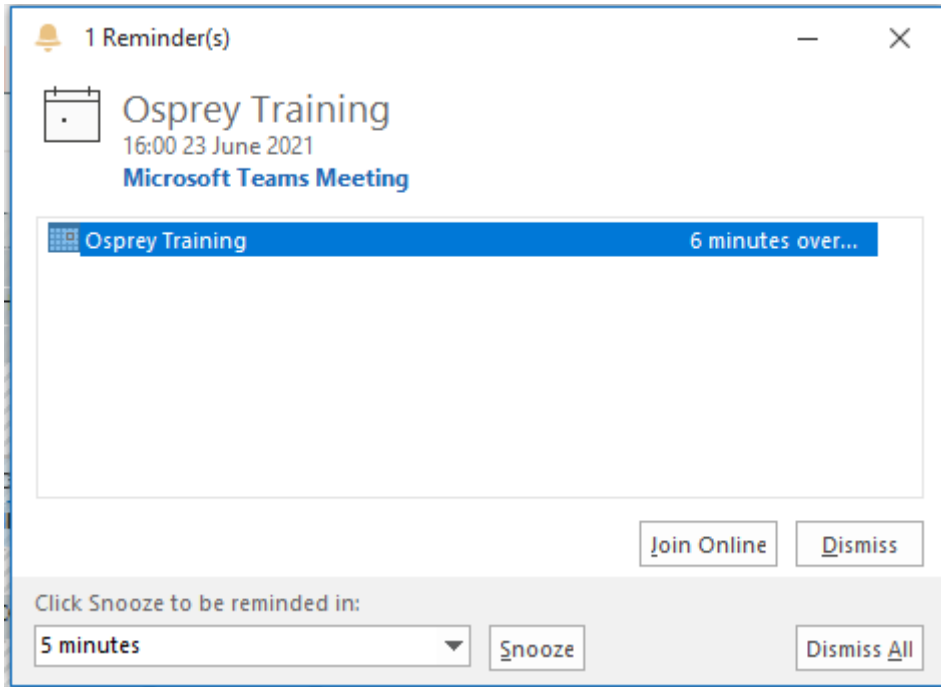 1 Reminder(s)
Osprey Training
16:00 23 June 2021
Microsoft Teams Meeting
Osprey Training 6 minutes over...
Join Online Dismiss
Click Snooze to be reminded in:
5 minutes Snooze Dismiss All